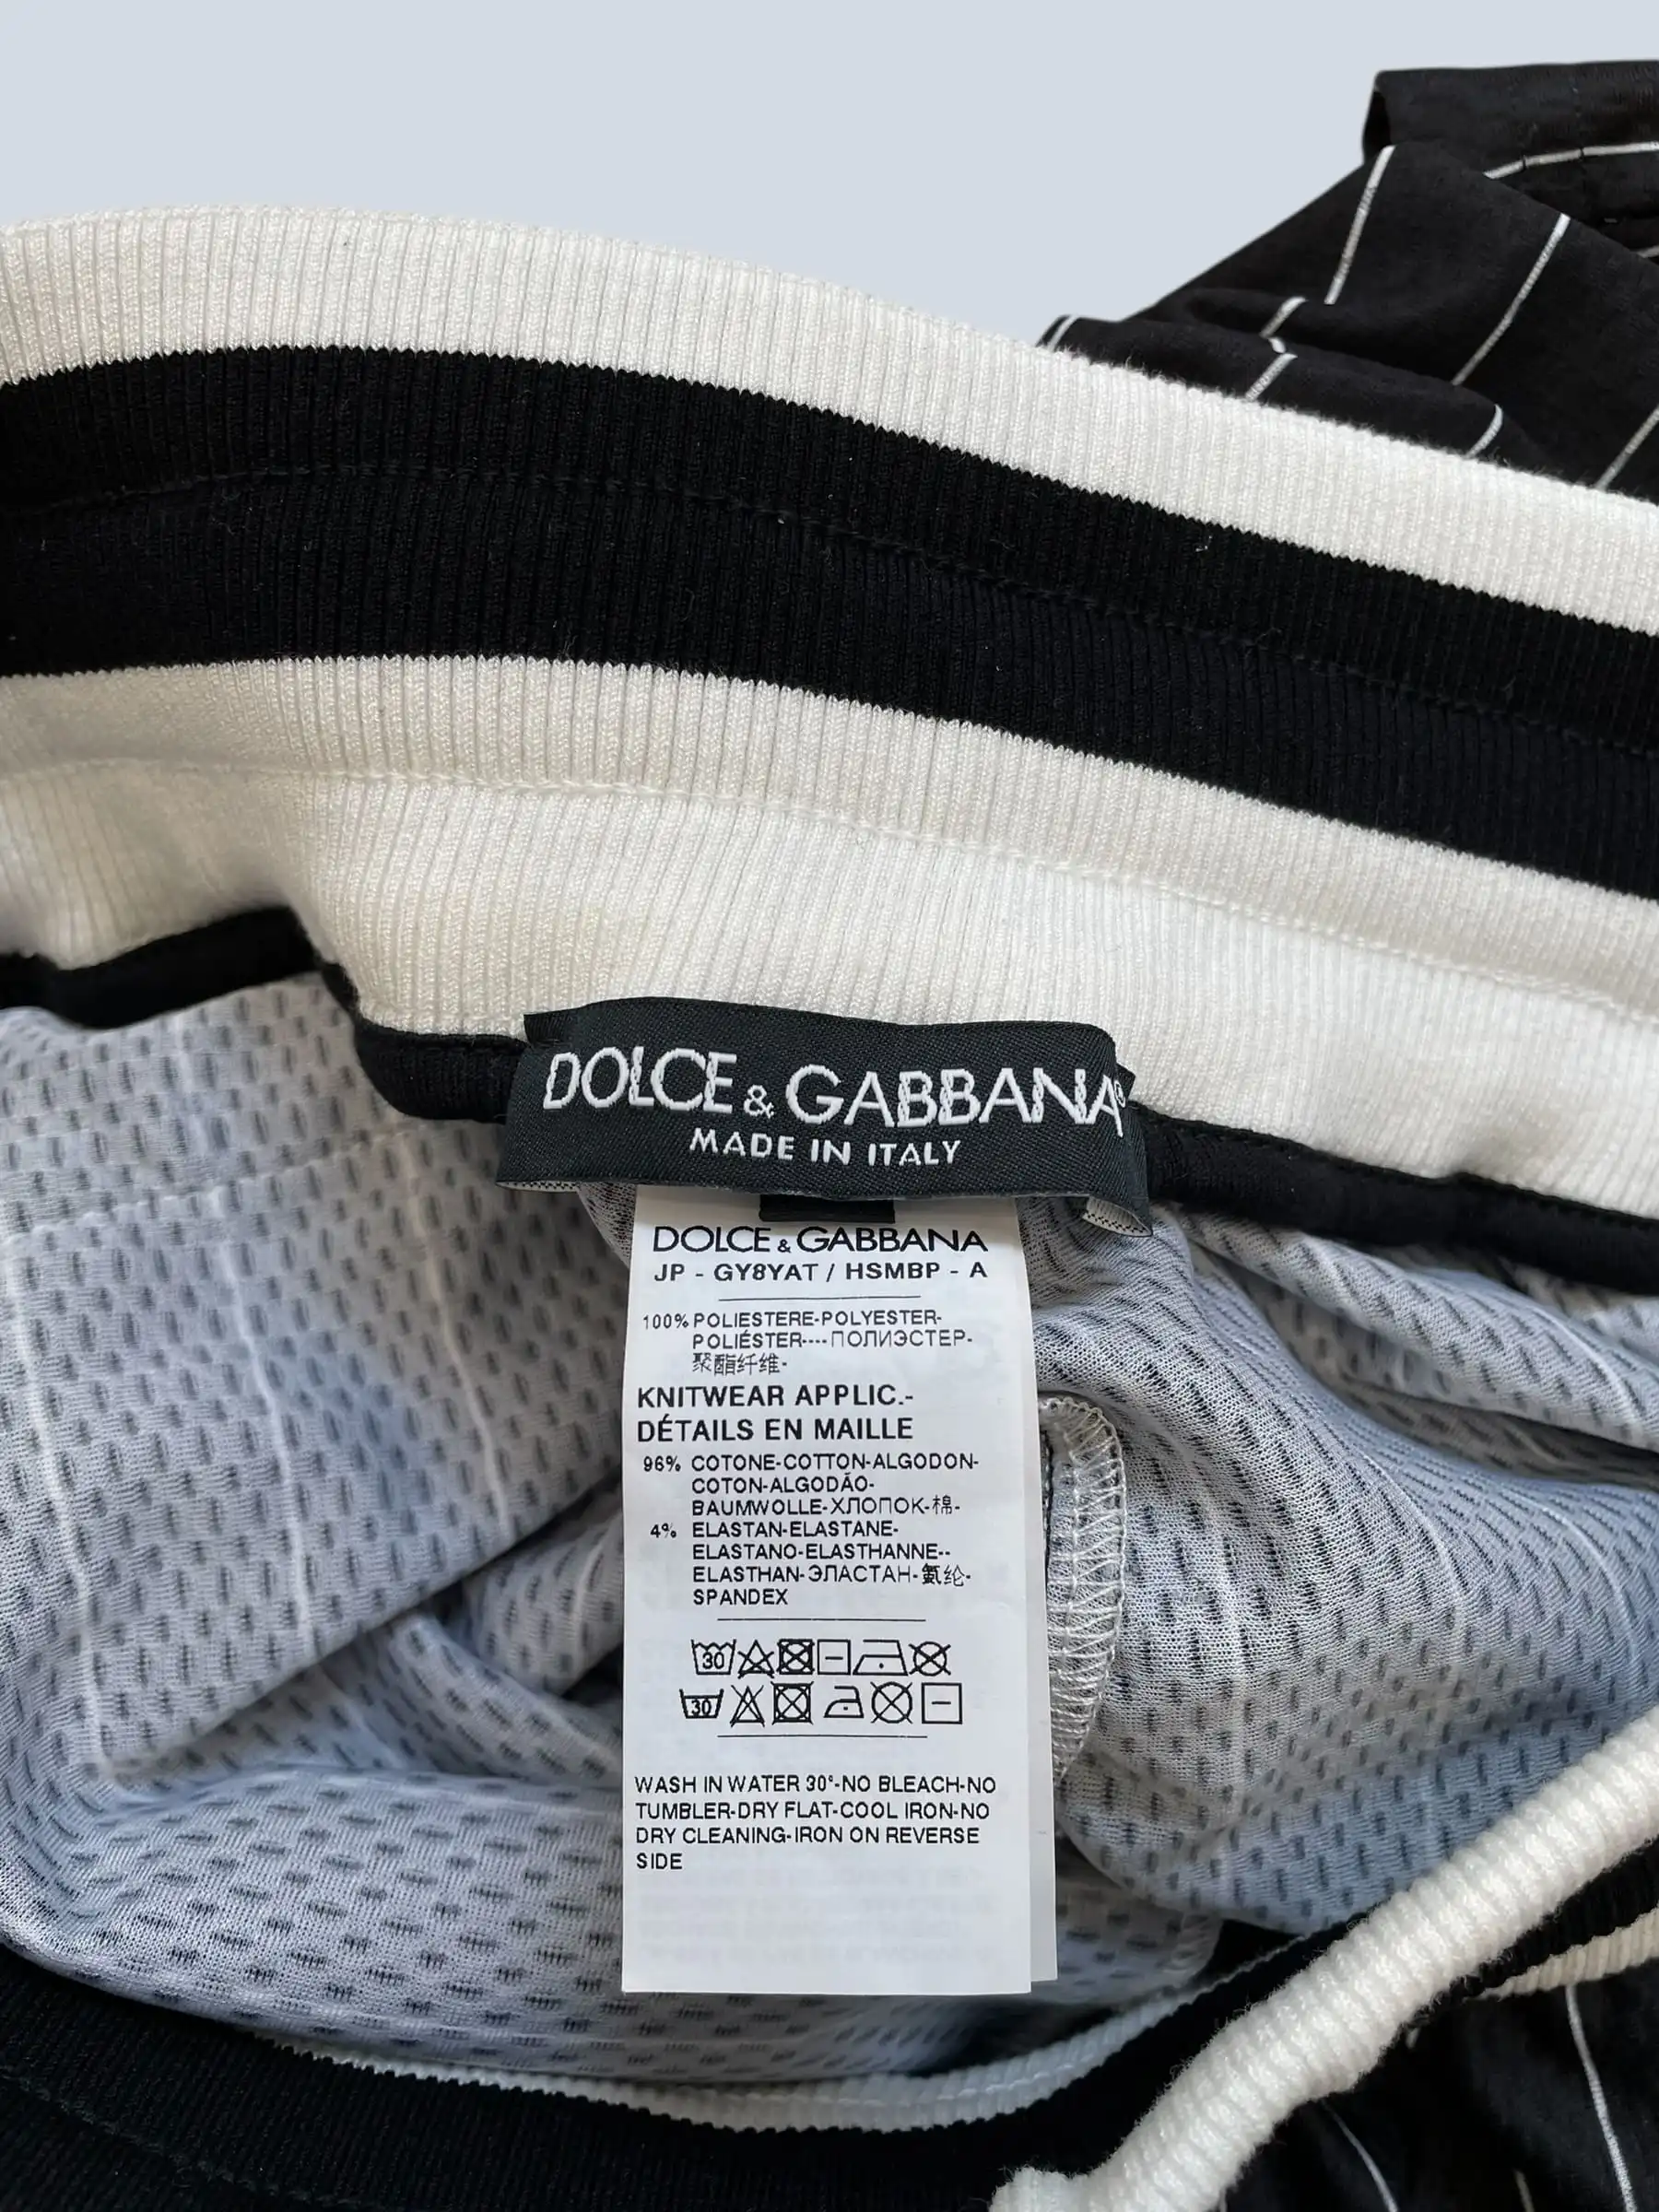 DOLCE & GABBANA®
MADE IN ITALY
DOLCE & GABBANA
JP - GY8YAT / HSMBP - A
100% POLIESTERE-POLYESTER-
POLIÉSTER----ПОЛИЭСТЕР-
聚酯纤维-
KNITWEAR APPLIC.-
DÉTAILS EN MAILLE
96% COTONE-COTTON-ALGODON-
COTON-ALGODÃO-
BAUMWOLLE-ХЛОПОК-棉-
4% ELASTAN-ELASTANE-
ELASTANO-ELASTHANNE--
ELASTHAN-ЭЛАСТАН-氨纶-
SPANDEX
30
30
WASH IN WATER 30°-NO BLEACH-NO
TUMBLER-DRY FLAT-COOL IRON-NO
DRY CLEANING-IRON ON REVERSE
SIDE